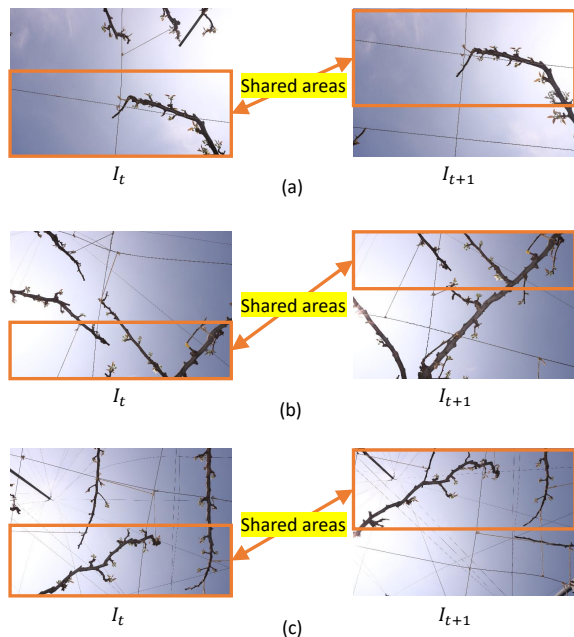 Shared areas
$I_t$
$I_{t+1}$
(a)
Shared areas
$I_t$
$I_{t+1}$
(b)
Shared areas
$I_t$
$I_{t+1}$
(c)